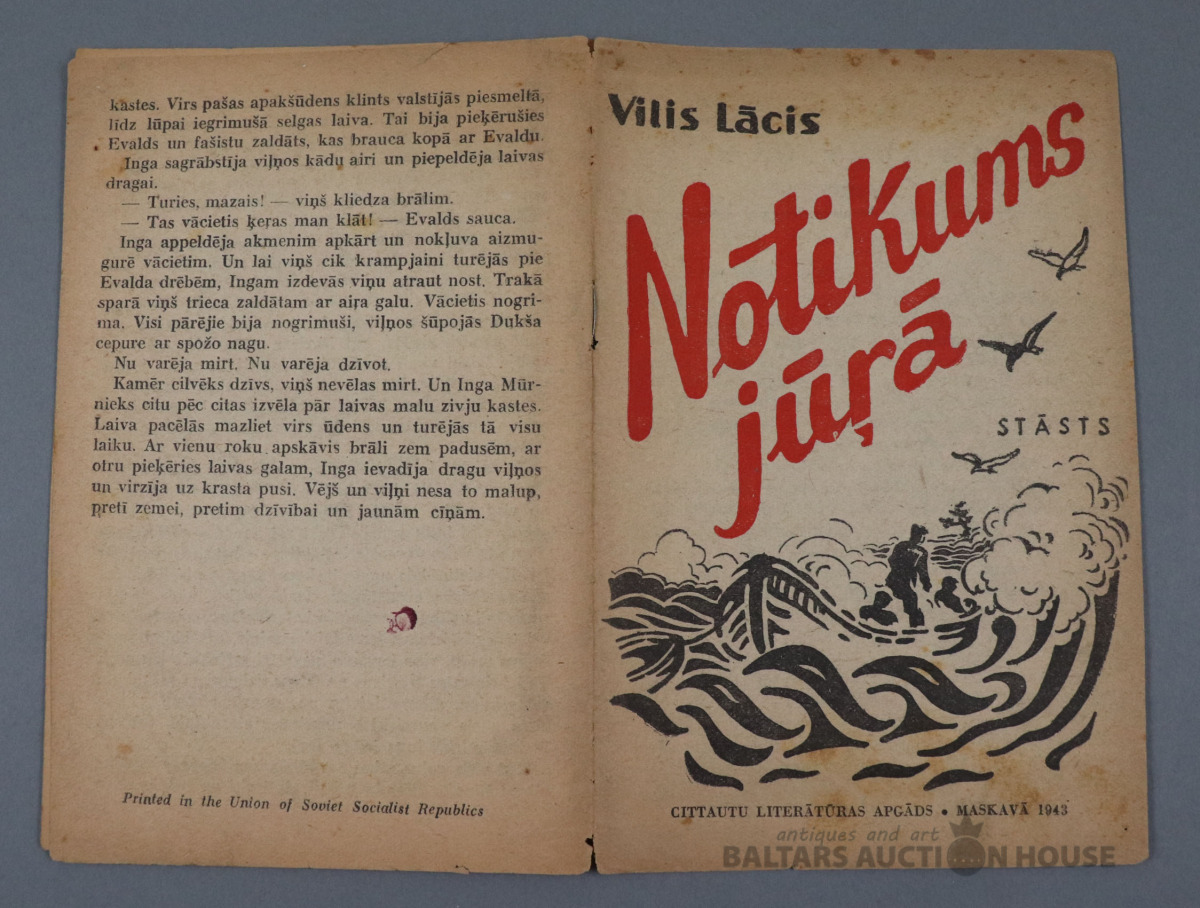 kastes. Virs pašas apakšūdens klints valstījās piesmeltā,
līdz lūpai iegrimušā selgas laiva. Tai bija pieķērušies
Evalds un fašistu zaldāts, kas brauca kopā ar Evaldu.
Inga sagrābstīja viļņos kādu airi un piepeldēja laivas
dragai.
— Turies, mazais! — viņš kliedza brālim.
— Tas vācietis ķeŗas man klāt! — Evalds sauca.
Inga appeldēja akmenim apkārt un nokļuva aizmu-
gurē vācietim. Un lai viņš cik krampjaini turējās pie
Evalda drēbēm, Ingam izdevās viņu atraut nost. Trakā
sparā viņš trieca zaldātam ar aiŗa galu. Vācietis nogri-
ma. Visi pārējie bija nogrimuši, viļņos šūpojās Dukša
cepure ar spožo nagu.
Nu varēja mirt. Nu varēja dzīvot.
Kamēr cilvēks dzīvs, viņš nevēlas mirt. Un Inga Mūr-
nieks citu pēc citas izvēla pār laivas malu zivju kastes.
Laiva pacēlās mazliet virs ūdens un turējās tā visu
laiku. Ar vienu roku apskāvis brāli zem padusēm, ar
otru pieķēries laivas galam, Inga ievadīja dragu viļņos
un virzīja uz krasta pusi. Vējš un viļņi nesa to malup,
pretī zemei, pretim dzīvībai un jaunām cīņām.
Printed in the Union of Soviet Socialist Republics
Vilis Lācis
Notikums
jūŗā
STĀSTS
CITTAUTU LITERĀTŪRAS APGĀDS • MASKAVĀ 1943
antiques and art
BALTARS AUCTION HOUSE